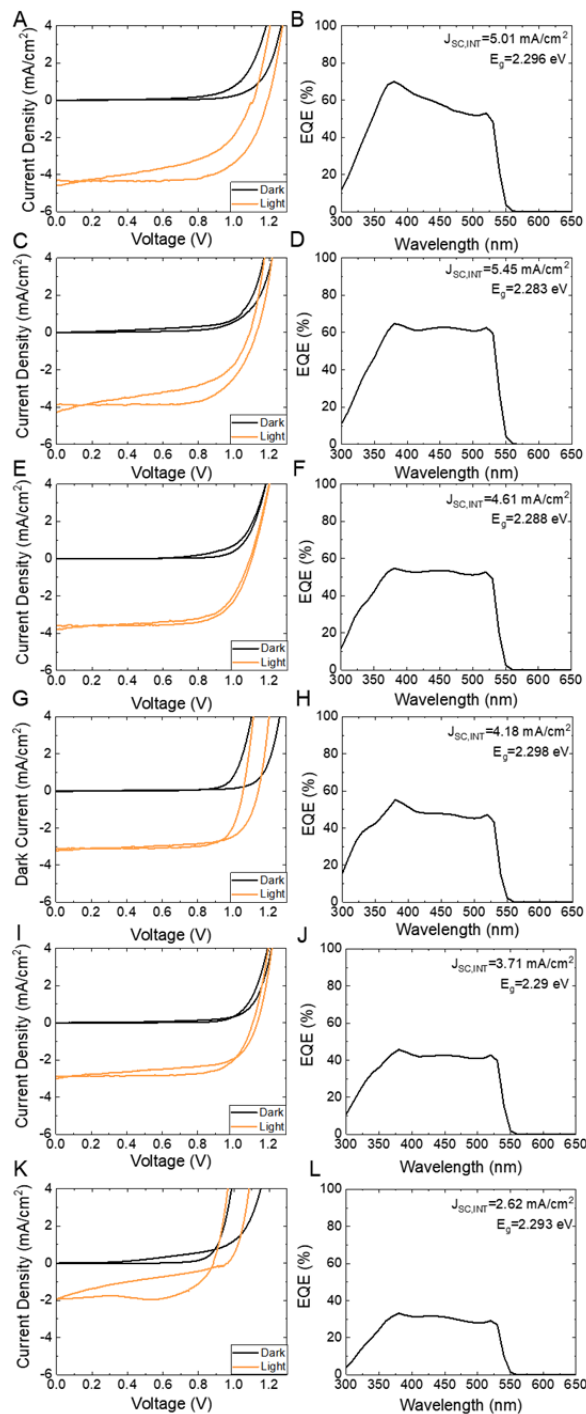 A
4
2
0
-2
-4
-6
Current Density (mA/cm²)
Dark
Light
0.0 0.2 0.4 0.6 0.8 1.0 1.2
Voltage (V)
B
100
80
60
40
20
0
EQE (%)
J_SC,INT=5.01 mA/cm²
E_g=2.296 eV
300 350 400 450 500 550 600 650
Wavelength (nm)
C
4
2
0
-2
-4
-6
Current Density (mA/cm²)
Dark
Light
0.0 0.2 0.4 0.6 0.8 1.0 1.2
Voltage (V)
D
100
80
60
40
20
0
EQE (%)
J_SC,INT=5.45 mA/cm²
E_g=2.283 eV
300 350 400 450 500 550 600 650
Wavelength (nm)
E
4
2
0
-2
-4
-6
Current Density (mA/cm²)
Dark
Light
0.0 0.2 0.4 0.6 0.8 1.0 1.2
Voltage (V)
F
100
80
60
40
20
0
EQE (%)
J_SC,INT=4.61 mA/cm²
E_g=2.288 eV
300 350 400 450 500 550 600 650
Wavelength (nm)
G
4
2
0
-2
-4
-6
Dark Current (mA/cm²)
Dark
Light
0.0 0.2 0.4 0.6 0.8 1.0 1.2
Voltage (V)
H
100
80
60
40
20
0
EQE (%)
J_SC,INT=4.18 mA/cm²
E_g=2.298 eV
300 350 400 450 500 550 600 650
Wavelength (nm)
I
4
2
0
-2
-4
-6
Current Density (mA/cm²)
Dark
Light
0.0 0.2 0.4 0.6 0.8 1.0 1.2
Voltage (V)
J
100
80
60
40
20
0
EQE (%)
J_SC,INT=3.71 mA/cm²
E_g=2.29 eV
300 350 400 450 500 550 600 650
Wavelength (nm)
K
4
2
0
-2
-4
-6
Current Density (mA/cm²)
Dark
Light
0.0 0.2 0.4 0.6 0.8 1.0 1.2
Voltage (V)
L
100
80
60
40
20
0
EQE (%)
J_SC,INT=2.62 mA/cm²
E_g=2.293 eV
300 350 400 450 500 550 600 650
Wavelength (nm)